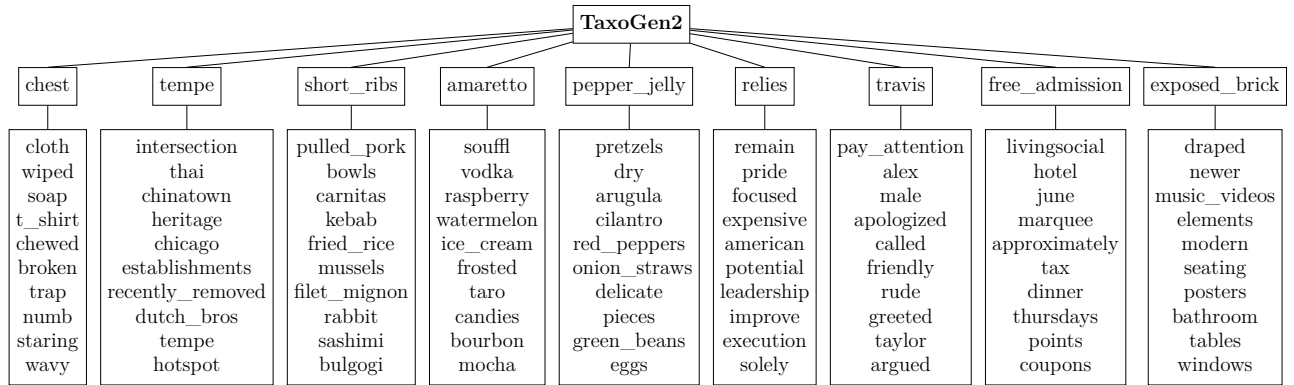 TaxoGen2
chest
tempe
short_ribs
amaretto
pepper_jelly
relies
travis
free_admission
exposed_brick
cloth
wiped
soap
t_shirt
chewed
broken
trap
numb
staring
wavy
intersection
thai
chinatown
heritage
chicago
establishments
recently_removed
dutch_bros
tempe
hotspot
pulled_pork
bowls
carnitas
kebab
fried_rice
mussels
filet_mignon
rabbit
sashimi
bulgogi
souffl
vodka
raspberry
watermelon
ice_cream
frosted
taro
candies
bourbon
mocha
pretzels
dry
arugula
cilantro
red_peppers
onion_straws
delicate
pieces
green_beans
eggs
remain
pride
focused
expensive
american
potential
leadership
improve
execution
solely
pay_attention
alex
male
apologized
called
friendly
rude
greeted
taylor
argued
livingsocial
hotel
june
marquee
approximately
tax
dinner
thursdays
points
coupons
draped
newer
music_videos
elements
modern
seating
posters
bathroom
tables
windows